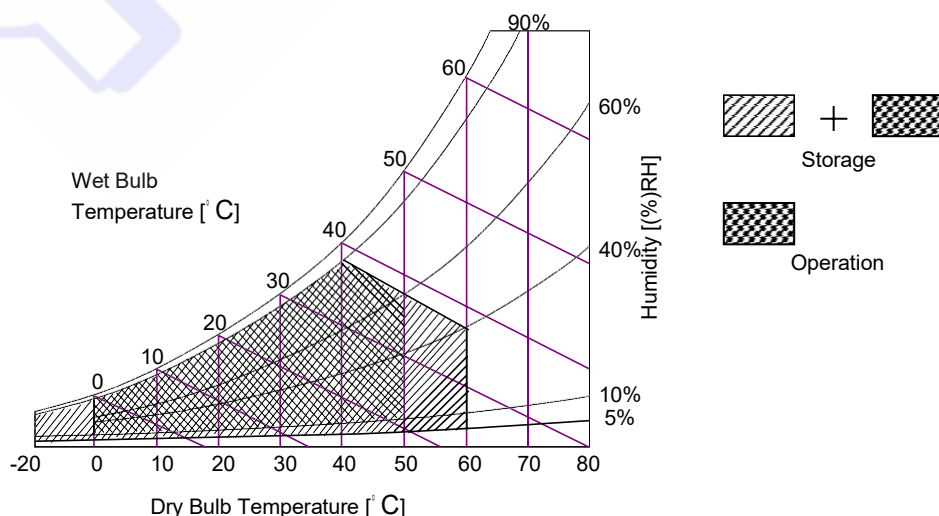 90%
60
60%
50
Wet Bulb
Temperature [° C]
40
40%
30
20
10
0
10%
5%
Humidity [(%)RH]
-20 0 10 20 30 40 50 60 70 80
Dry Bulb Temperature [° C]
+
Storage
Operation